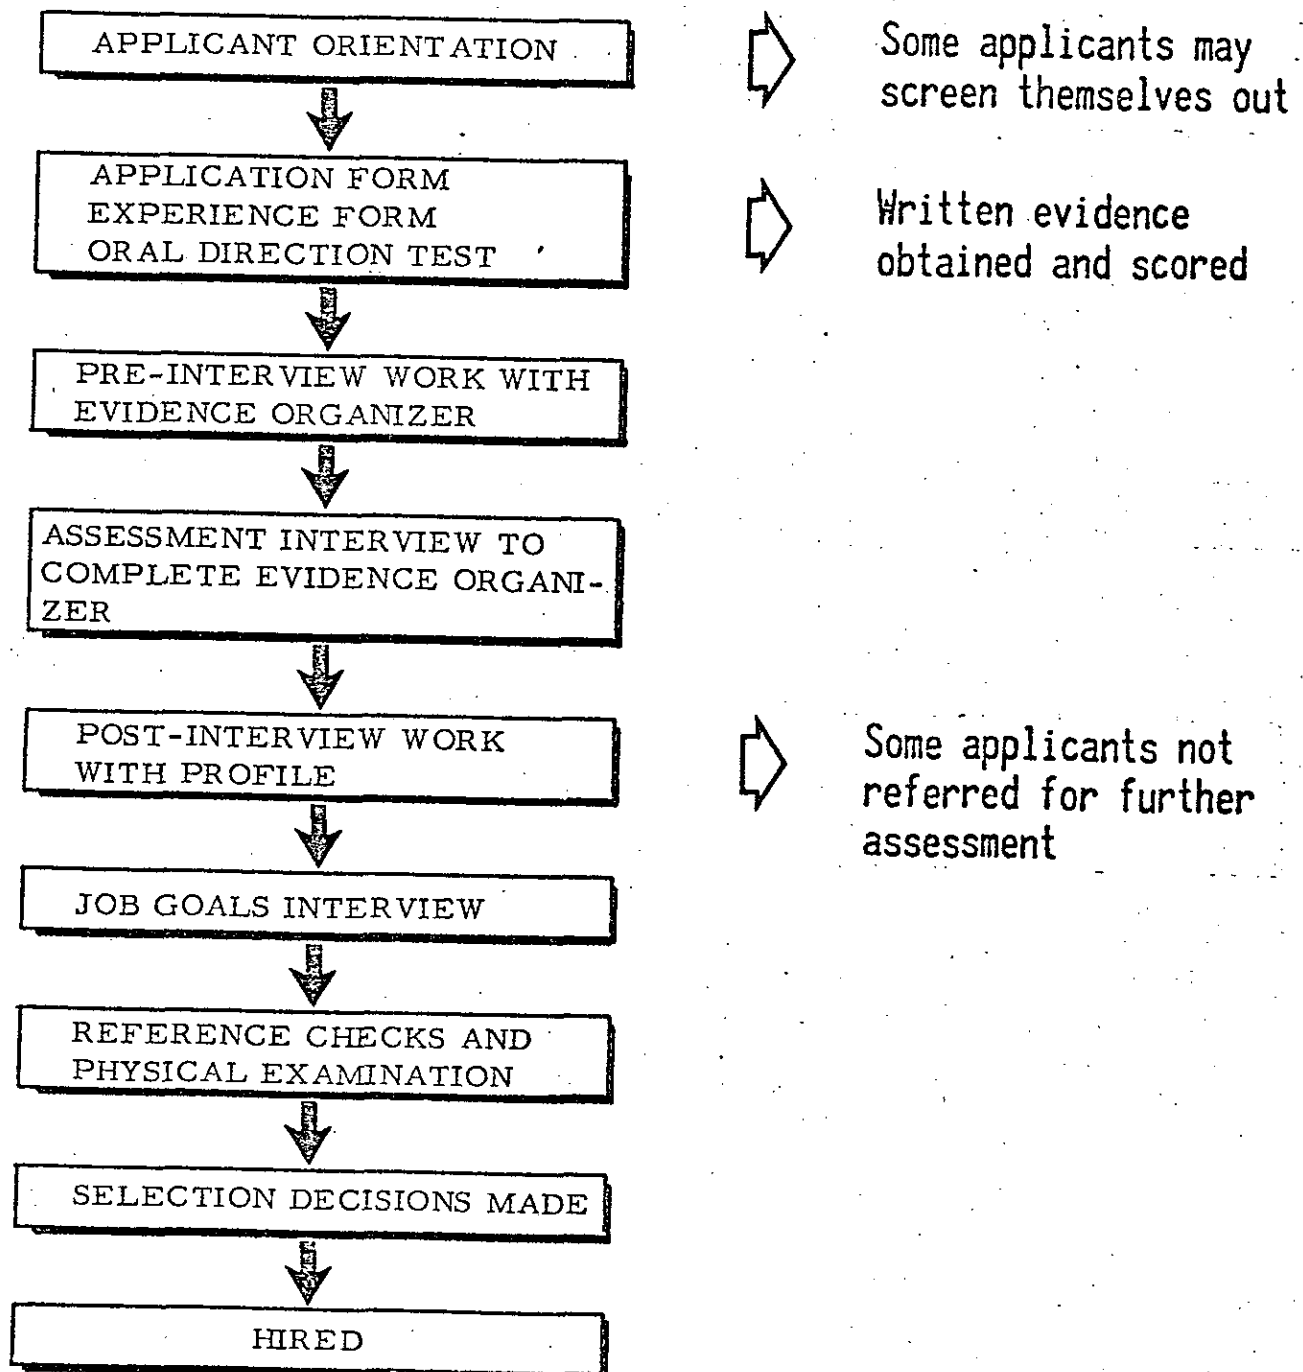 APPLICANT ORIENTATION
Some applicants may
screen themselves out
APPLICATION FORM
EXPERIENCE FORM
ORAL DIRECTION TEST
Written evidence
obtained and scored
PRE-INTERVIEW WORK WITH
EVIDENCE ORGANIZER
ASSESSMENT INTERVIEW TO
COMPLETE EVIDENCE ORGANI-
ZER
POST-INTERVIEW WORK
WITH PROFILE
Some applicants not
referred for further
assessment
JOB GOALS INTERVIEW
REFERENCE CHECKS AND
PHYSICAL EXAMINATION
SELECTION DECISIONS MADE
HIRED